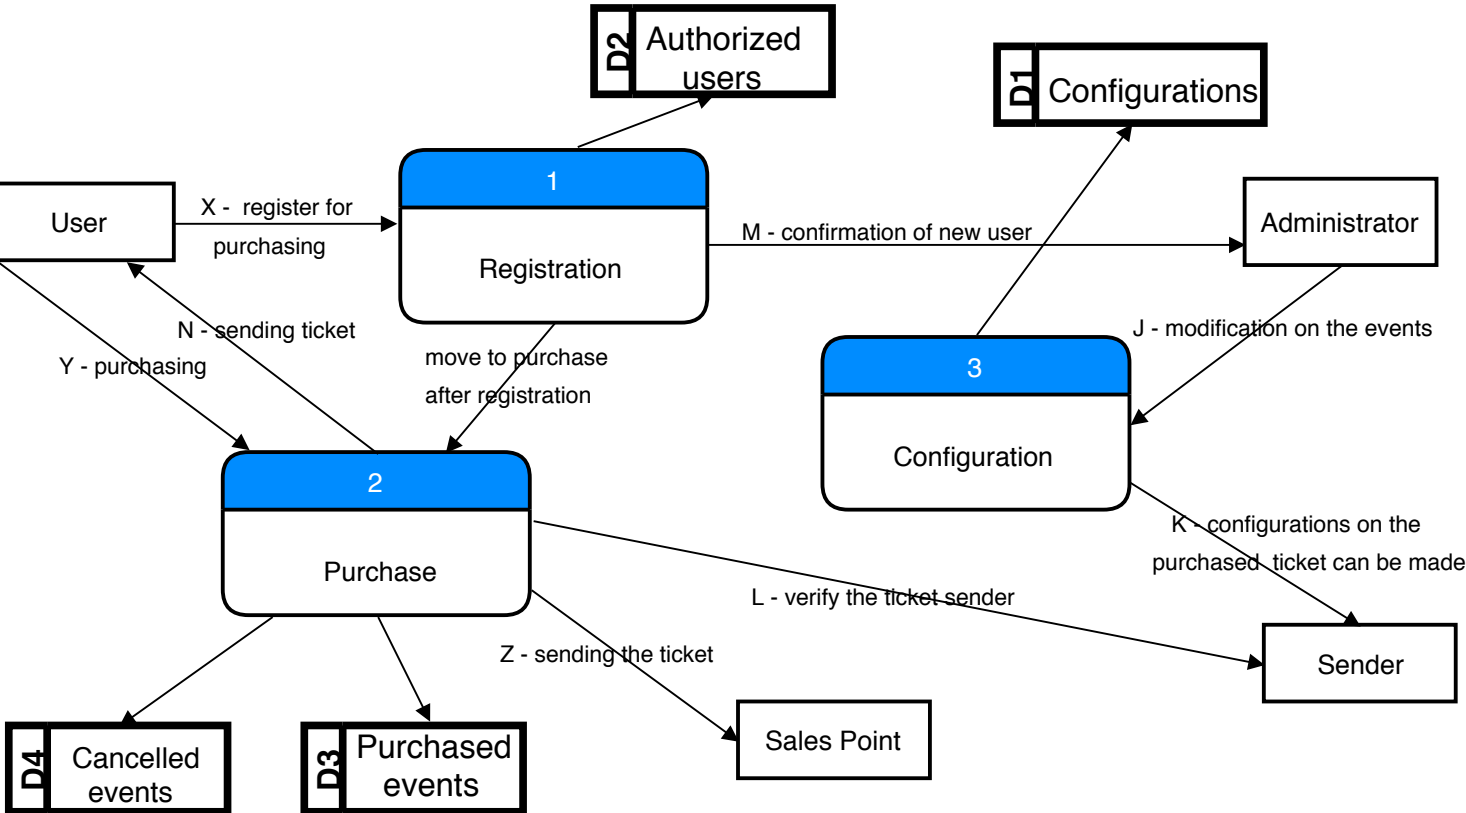 D2
Authorized
users
D1
Configurations
1
Registration
User
X -  register for
purchasing
M - confirmation of new user
Administrator
N - sending ticket
Y - purchasing
move to purchase
after registration
J - modification on the events
3
Configuration
2
Purchase
K - configurations on the
purchased  ticket can be made
L - verify the ticket sender
Z - sending the ticket
Sender
Sales Point
D4
Cancelled
events
D3
Purchased
events